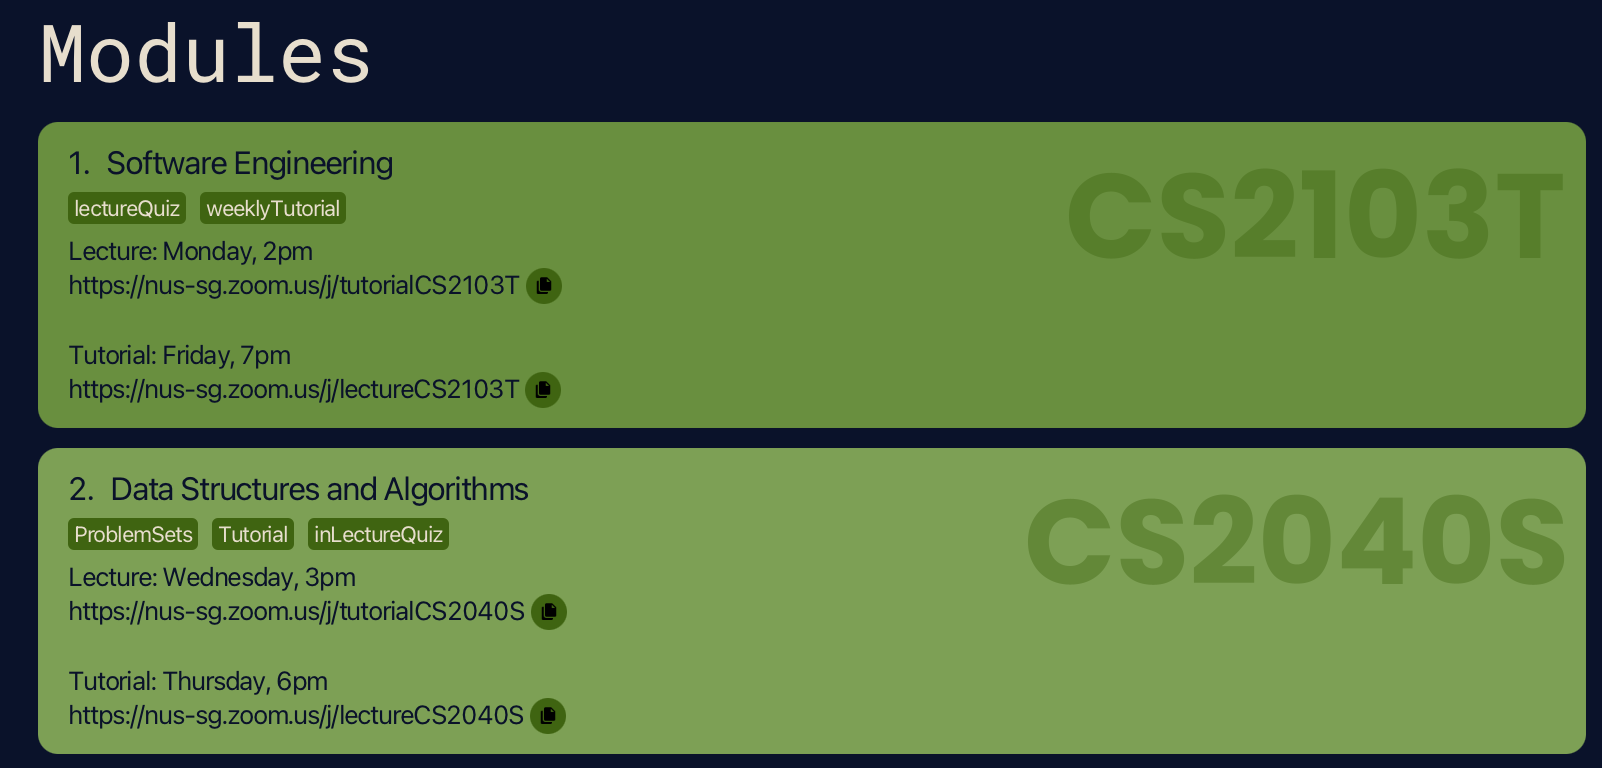 Modules
1. Software Engineering
CS2103T
lectureQuiz weeklyTutorial
Lecture: Monday, 2pm
https://nus-sg.zoom.us/j/tutorialCS2103T
Tutorial: Friday, 7pm
https://nus-sg.zoom.us/j/lectureCS2103T
2. Data Structures and Algorithms
CS2040S
ProblemSets Tutorial inLectureQuiz
Lecture: Wednesday, 3pm
https://nus-sg.zoom.us/j/tutorialCS2040S
Tutorial: Thursday, 6pm
https://nus-sg.zoom.us/j/lectureCS2040S